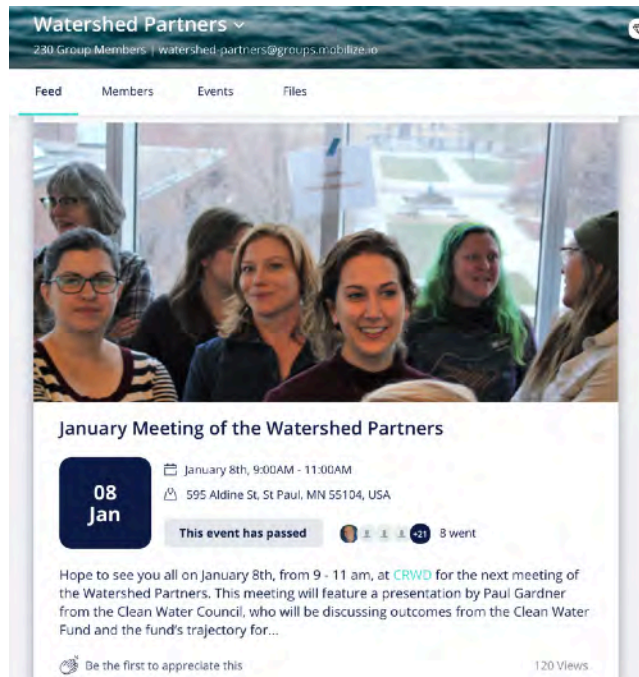 Watershed Partners
230 Group Members | watershed-partners@groups.mobilize.io
Feed Members Events Files
January Meeting of the Watershed Partners
08
Jan
January 8th, 9:00AM - 11:00AM
595 Aldine St, St Paul, MN 55104, USA
This event has passed
+21
8 went
Hope to see you all on January 8th, from 9 - 11 am, at CRWD for the next meeting of
the Watershed Partners. This meeting will feature a presentation by Paul Gardner
from the Clean Water Council, who will be discussing outcomes from the Clean Water
Fund and the fund's trajectory for...
Be the first to appreciate this
120 Views